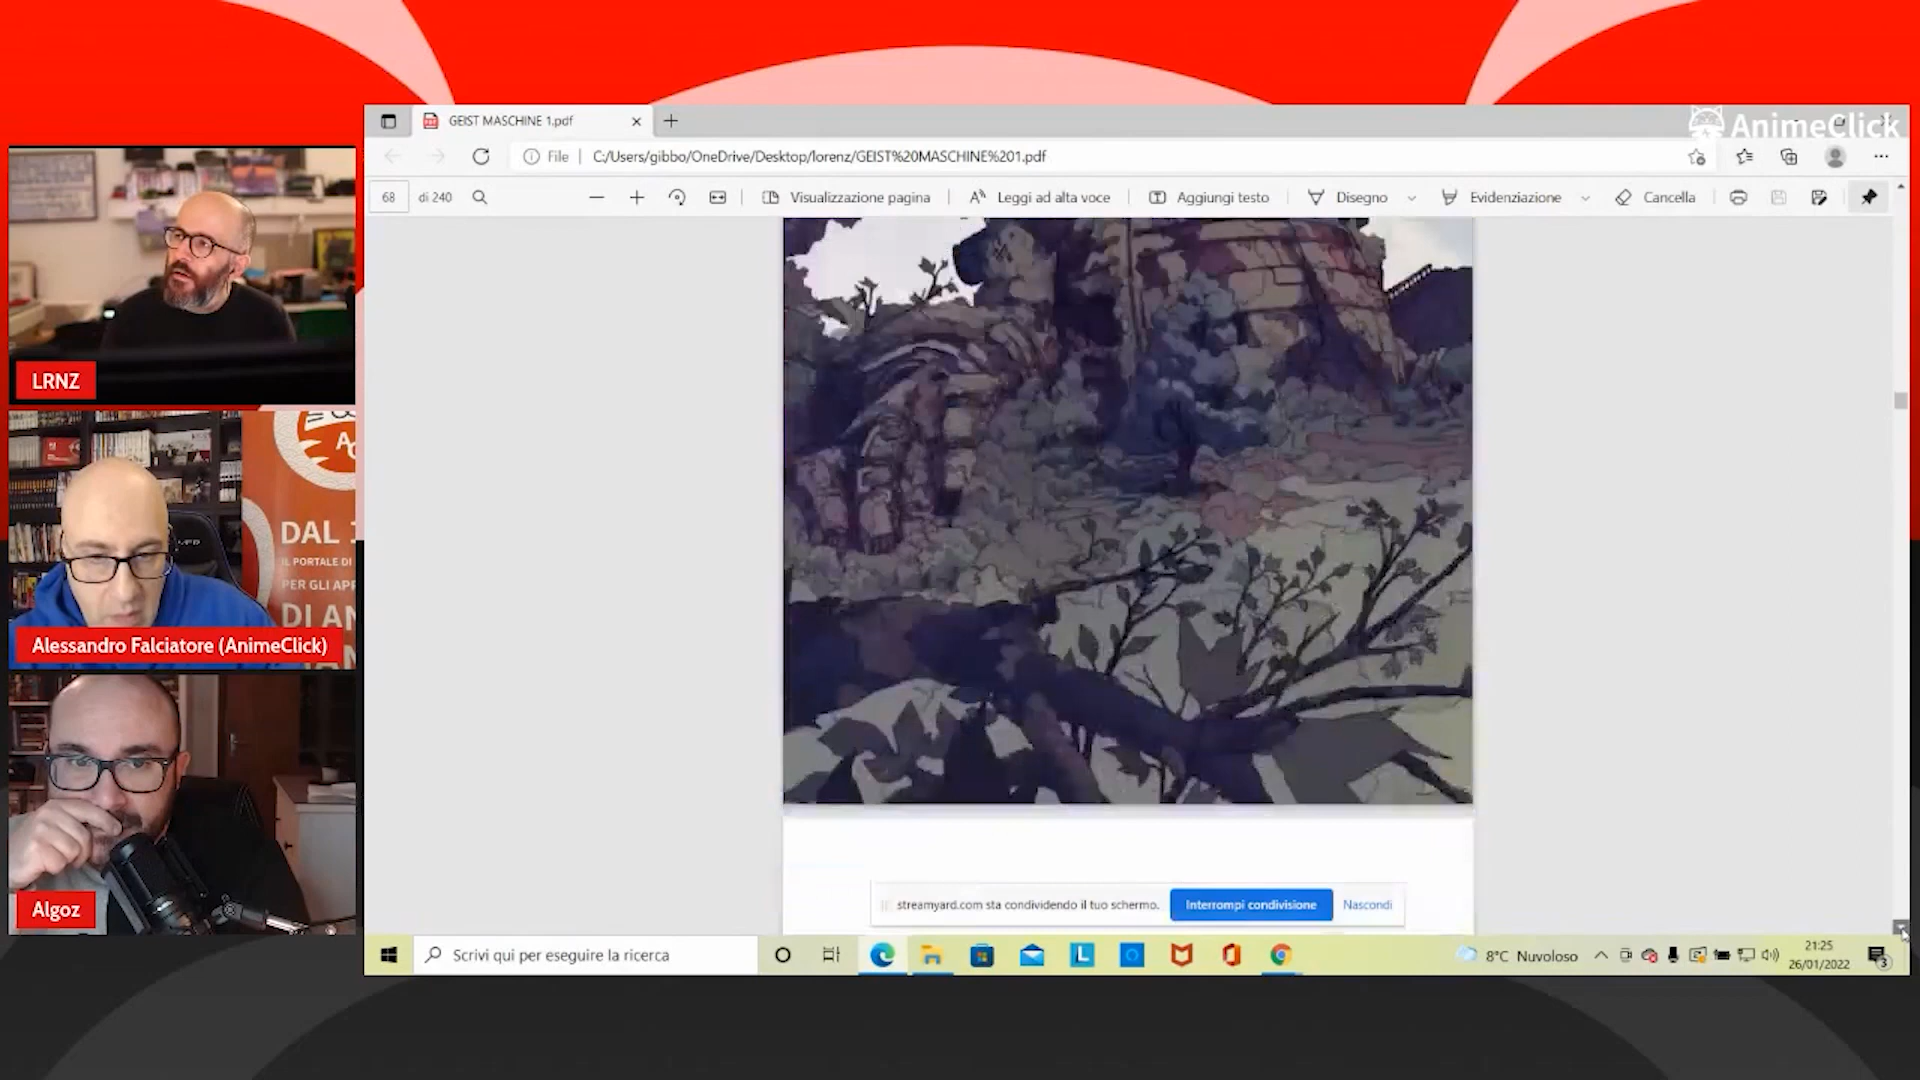 GEIST MASCHINE 1.pdf
AnimeClick
File
C:/Users/gibbo/OneDrive/Desktop/lorenz/GEIST%20MASCHINE%201.pdf
68 di 240
Visualizzazione pagina
Leggi ad alta voce
Aggiungi testo
Disegno
Evidenziazione
Cancella
LRNZ
DAL
IL PORTALE DI
PER GLI AP
DI AN
Alessandro Falciatore (AnimeClick)
Algoz
streamyard.com sta condividendo il tuo schermo.
Interrompi condivisione
Nascondi
Scrivi qui per eseguire la ricerca
8°C Nuvoloso
21:25
26/01/2022
3